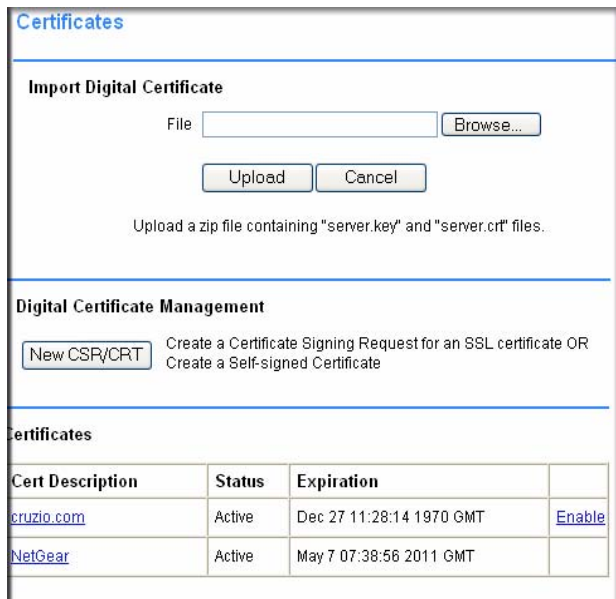 Certificates
Import Digital Certificate
File Browse...
Upload Cancel
Upload a zip file containing "server.key" and "server.crt" files.
Digital Certificate Management
New CSR/CRT Create a Certificate Signing Request for an SSL certificate OR
Create a Self-signed Certificate
Certificates
Cert Description Status Expiration
cruzio.com Active Dec 27 11:28:14 1970 GMT Enable
NetGear Active May 7 07:38:56 2011 GMT